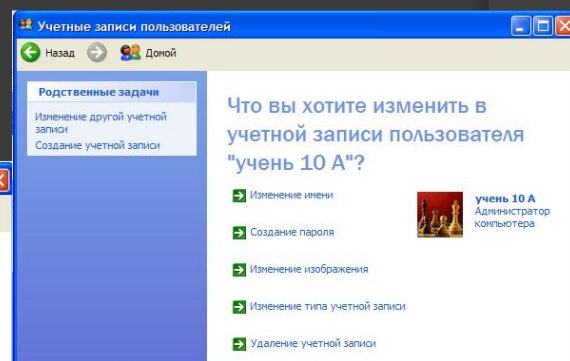 Учетные записи пользователей
Назад
Домой
Родственные задачи
Изменение другой учетной
записи
Создание учетной записи
Что вы хотите изменить в
учетной записи пользователя
"учень 10 А"?
Изменение имени
Создание пароля
Изменение изображения
Изменение типа учетной записи
Удаление учетной записи
учень 10 А
Администратор
компьютера